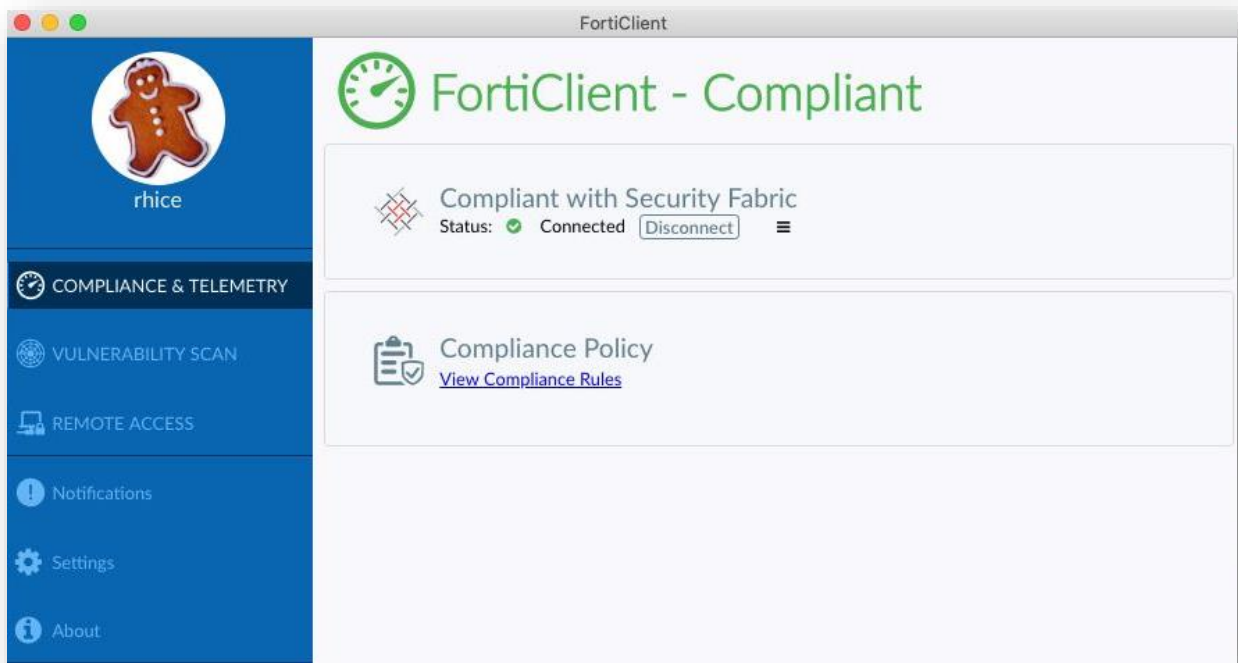 FortiClient
rhice
COMPLIANCE & TELEMETRY
VULNERABILITY SCAN
REMOTE ACCESS
Notifications
Settings
About
FortiClient - Compliant
Compliant with Security Fabric
Status: Connected Disconnect
Compliance Policy
View Compliance Rules